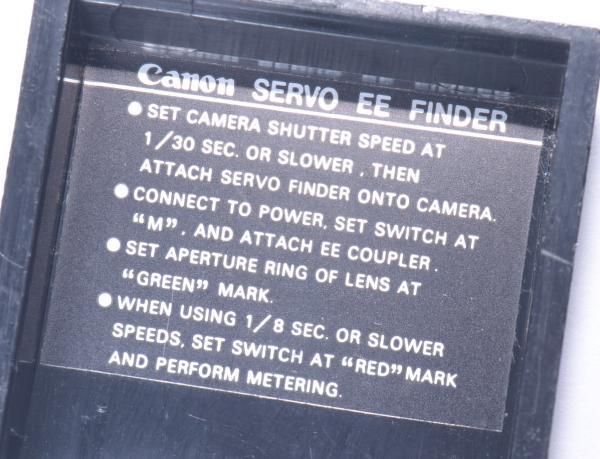 Canon SERVO EE FINDER
● SET CAMERA SHUTTER SPEED AT
1/30 SEC. OR SLOWER , THEN
ATTACH SERVO FINDER ONTO CAMERA.
● CONNECT TO POWER, SET SWITCH AT
“M”, AND ATTACH EE COUPLER.
● SET APERTURE RING OF LENS AT
“GREEN” MARK.
● WHEN USING 1/8 SEC. OR SLOWER
SPEEDS, SET SWITCH AT “RED” MARK
AND PERFORM METERING.